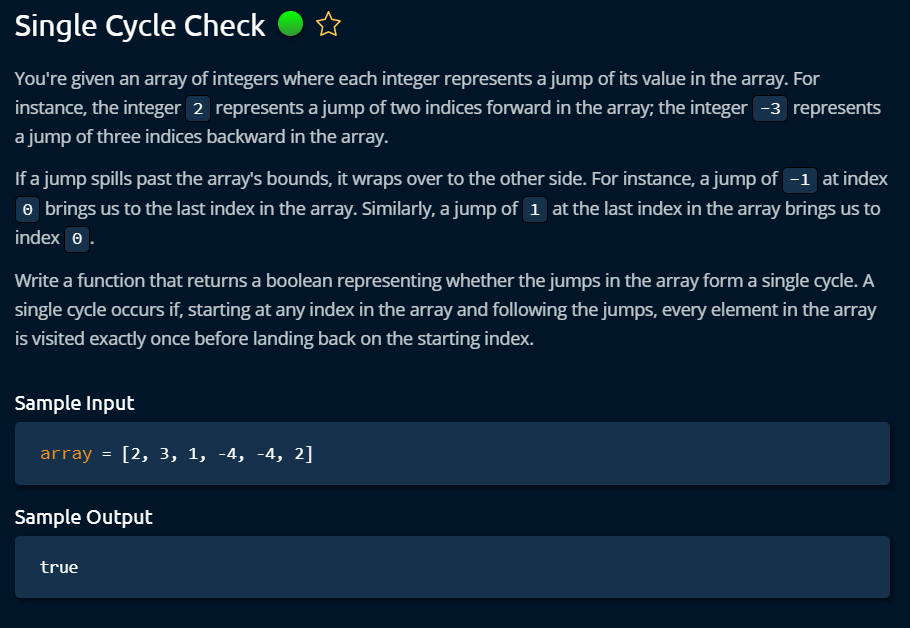 Single Cycle Check
You're given an array of integers where each integer represents a jump of its value in the array. For
instance, the integer 2 represents a jump of two indices forward in the array; the integer -3 represents
a jump of three indices backward in the array.
If a jump spills past the array's bounds, it wraps over to the other side. For instance, a jump of -1 at index
0 brings us to the last index in the array. Similarly, a jump of 1 at the last index in the array brings us to
index 0.
Write a function that returns a boolean representing whether the jumps in the array form a single cycle. A
single cycle occurs if, starting at any index in the array and following the jumps, every element in the array
is visited exactly once before landing back on the starting index.
Sample Input
array = [2, 3, 1, -4, -4, 2]
Sample Output
true